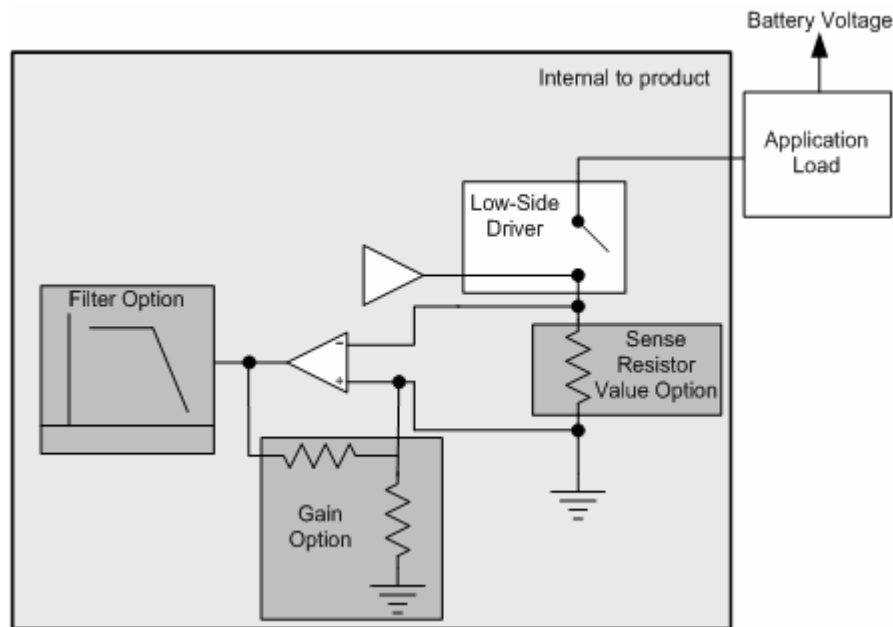 Battery Voltage
Internal to product
Application
Load
Low-Side
Driver
Filter Option
Sense
Resistor
Value Option
-
+
Gain
Option